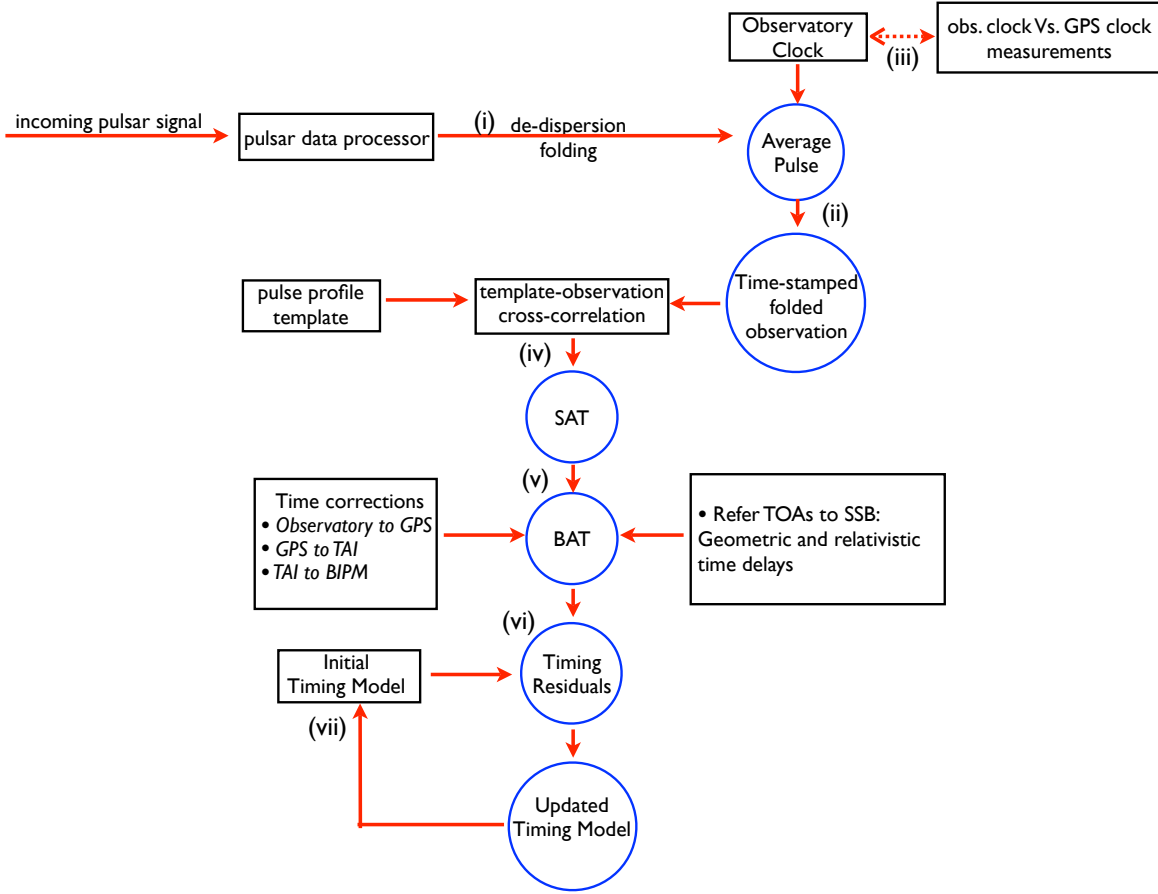 Observatory
Clock
(iii)
obs. clock Vs. GPS clock
measurements
incoming pulsar signal
pulsar data processor
(i)
de-dispersion
folding
Average
Pulse
(ii)
pulse profile
template
template-observation
cross-correlation
Time-stamped
folded
observation
(iv)
SAT
(v)
Time corrections
• Observatory to GPS
• GPS to TAI
• TAI to BIPM
BAT
• Refer TOAs to SSB:
Geometric and relativistic
time delays
(vi)
Initial
Timing Model
Timing
Residuals
(vii)
Updated
Timing Model